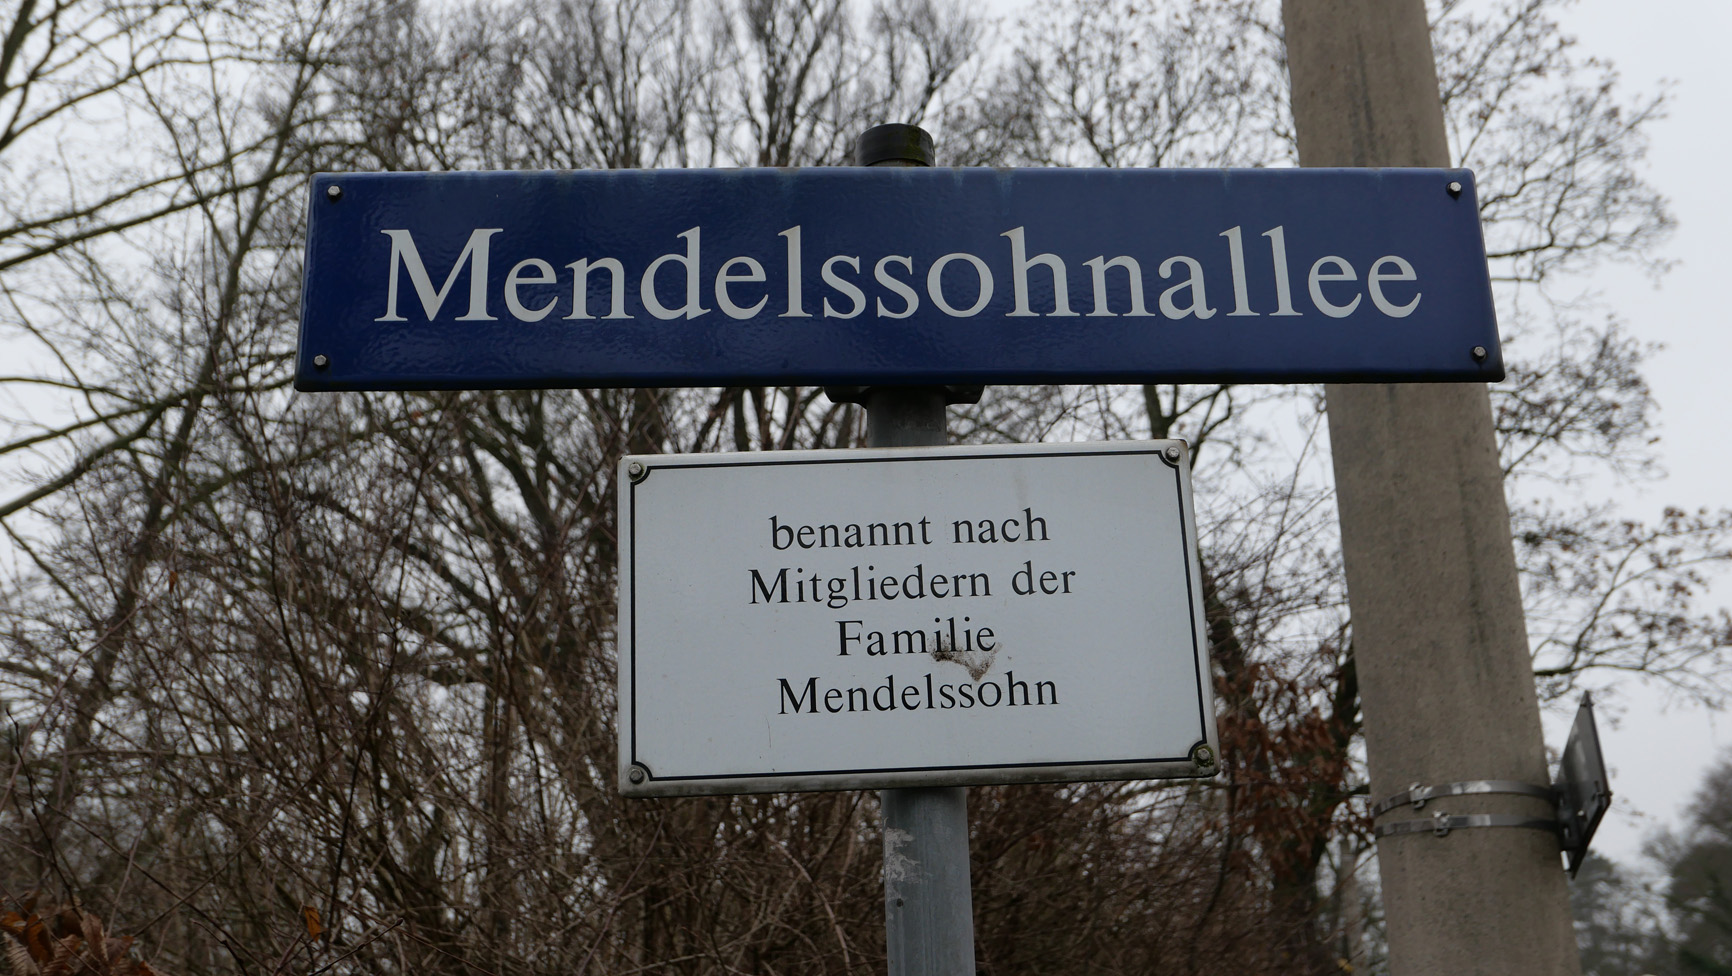 Mendelssohnallee
benannt nach
Mitgliedern der
Familie
Mendelssohn